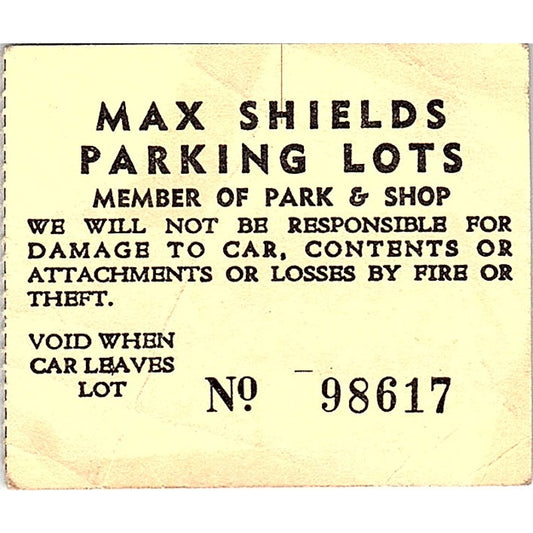 MAX SHIELDS
PARKING LOTS
MEMBER OF PARK & SHOP
WE WILL NOT BE RESPONSIBLE FOR
DAMAGE TO CAR, CONTENTS OR
ATTACHMENTS OR LOSSES BY FIRE OR
THEFT.
VOID WHEN
CAR LEAVES
LOT
Nº 98617